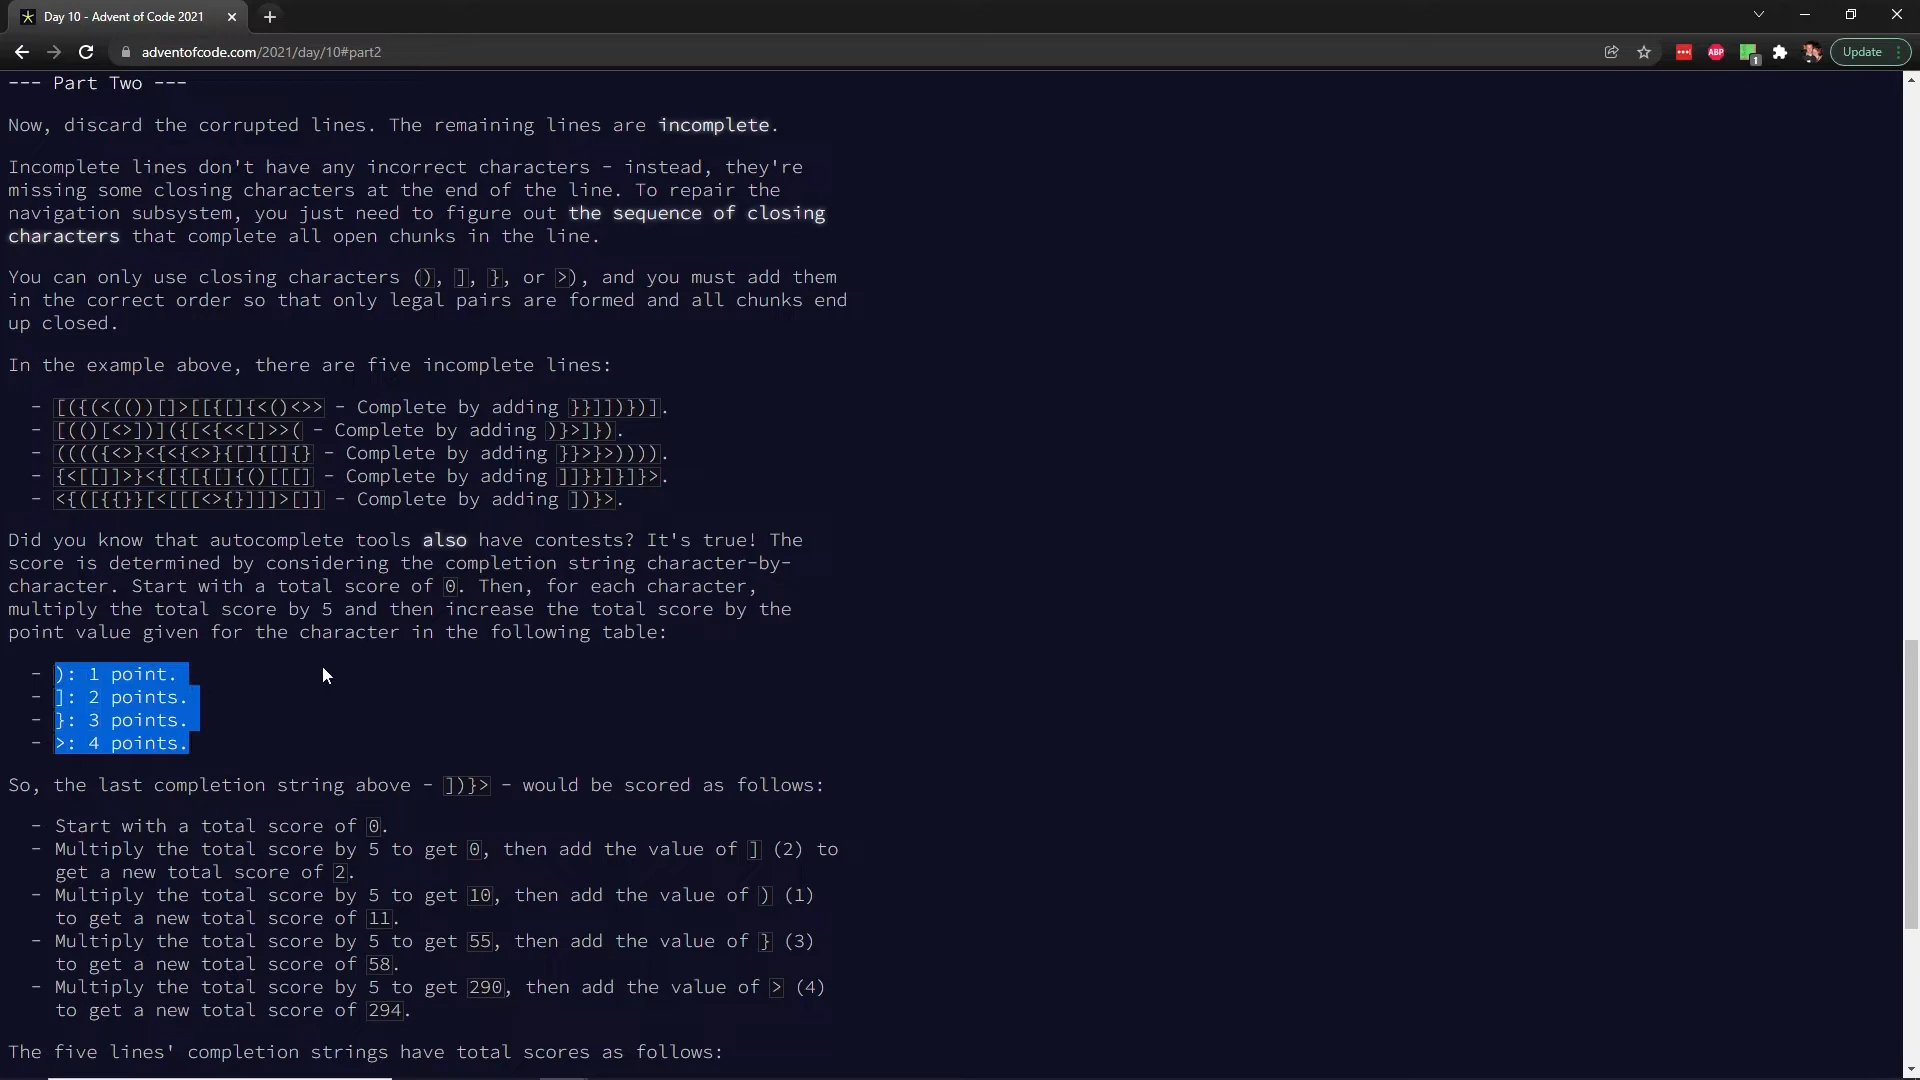 Day 10 - Advent of Code 2021
adventofcode.com/2021/day/10#part2
ABP
1
Update
--- Part Two ---
Now, discard the corrupted lines. The remaining lines are incomplete.
Incomplete lines don't have any incorrect characters - instead, they're
missing some closing characters at the end of the line. To repair the
navigation subsystem, you just need to figure out the sequence of closing
characters that complete all open chunks in the line.
You can only use closing characters (), ], }, or >), and you must add them
in the correct order so that only legal pairs are formed and all chunks end
up closed.
In the example above, there are five incomplete lines:
- [({(<(())[]>[[{[]{<()<>> - Complete by adding }}]])})].
- [(()[<>])]({[<{<<[]>>( - Complete by adding )}>]}).
- (((({<>}<{<{<>}{[]{[]{} - Complete by adding }}>}>)))).
- {<[[]]>}<{[{[{[]{()[[[] - Complete by adding ]]}}]}]}>.
- <{([{{}}[<[[[<>{}]]]>[]] - Complete by adding ])}>.
Did you know that autocomplete tools also have contests? It's true! The
score is determined by considering the completion string character-by-
character. Start with a total score of 0. Then, for each character,
multiply the total score by 5 and then increase the total score by the
point value given for the character in the following table:
- ): 1 point.
- ]: 2 points.
- }: 3 points.
- >: 4 points.
So, the last completion string above - ])}> - would be scored as follows:
- Start with a total score of 0.
- Multiply the total score by 5 to get 0, then add the value of ] (2) to
get a new total score of 2.
- Multiply the total score by 5 to get 10, then add the value of ) (1)
to get a new total score of 11.
- Multiply the total score by 5 to get 55, then add the value of } (3)
to get a new total score of 58.
- Multiply the total score by 5 to get 290, then add the value of > (4)
to get a new total score of 294.
The five lines' completion strings have total scores as follows: